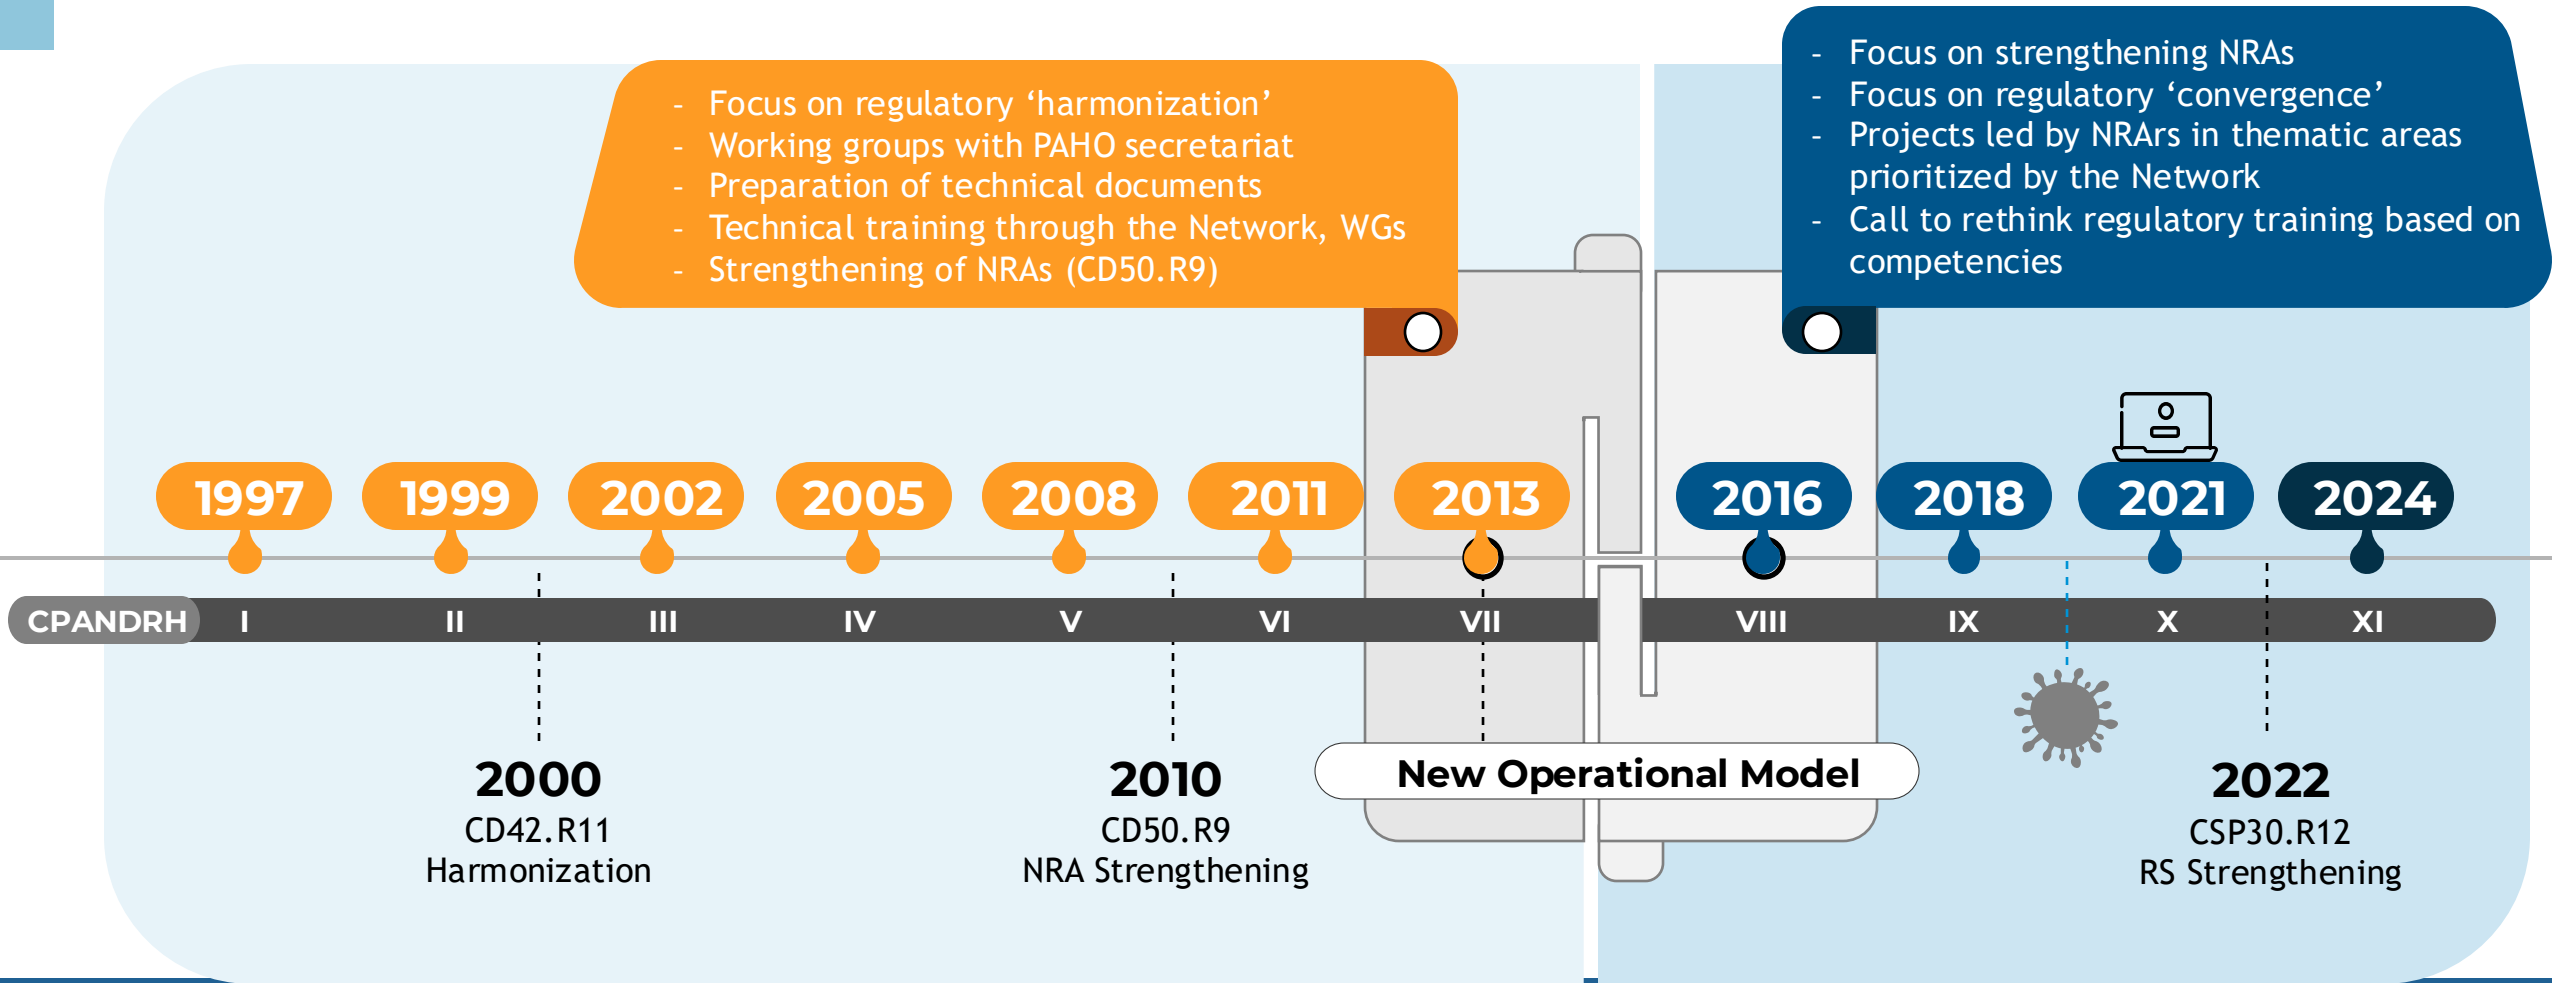 - Focus on regulatory ‘harmonization’
- Working groups with PAHO secretariat
- Preparation of technical documents
- Technical training through the Network, WGs
- Strengthening of NRAs (CD50.R9)
- Focus on strengthening NRAs
- Focus on regulatory ‘convergence’
- Projects led by NRArs in thematic areas
prioritized by the Network
- Call to rethink regulatory training based on
competencies
1997 1999 2002 2005 2008 2011 2013 2016 2018 2021 2024
CPANDRH I II III IV V VI VII VIII IX X XI
2000
CD42.R11
Harmonization
2010
CD50.R9
NRA Strengthening
New Operational Model
2022
CSP30.R12
RS Strengthening